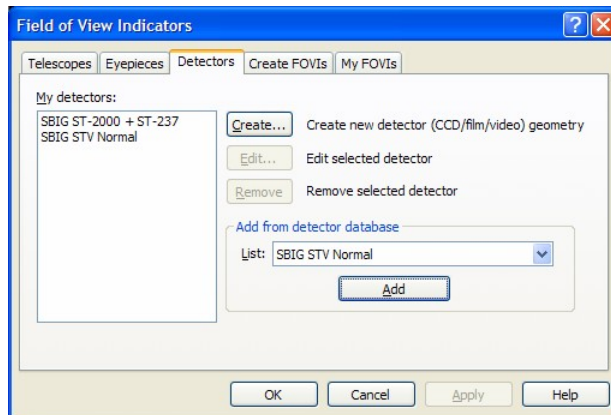 Field of View Indicators
Telescopes Eyepieces Detectors Create FOVIs My FOVIs
My detectors:
SBIG ST-2000 + ST-237
SBIG STV Normal
Create... Create new detector (CCD/film/video) geometry
Edit... Edit selected detector
Remove Remove selected detector
Add from detector database
List: SBIG STV Normal
Add
OK Cancel Apply Help